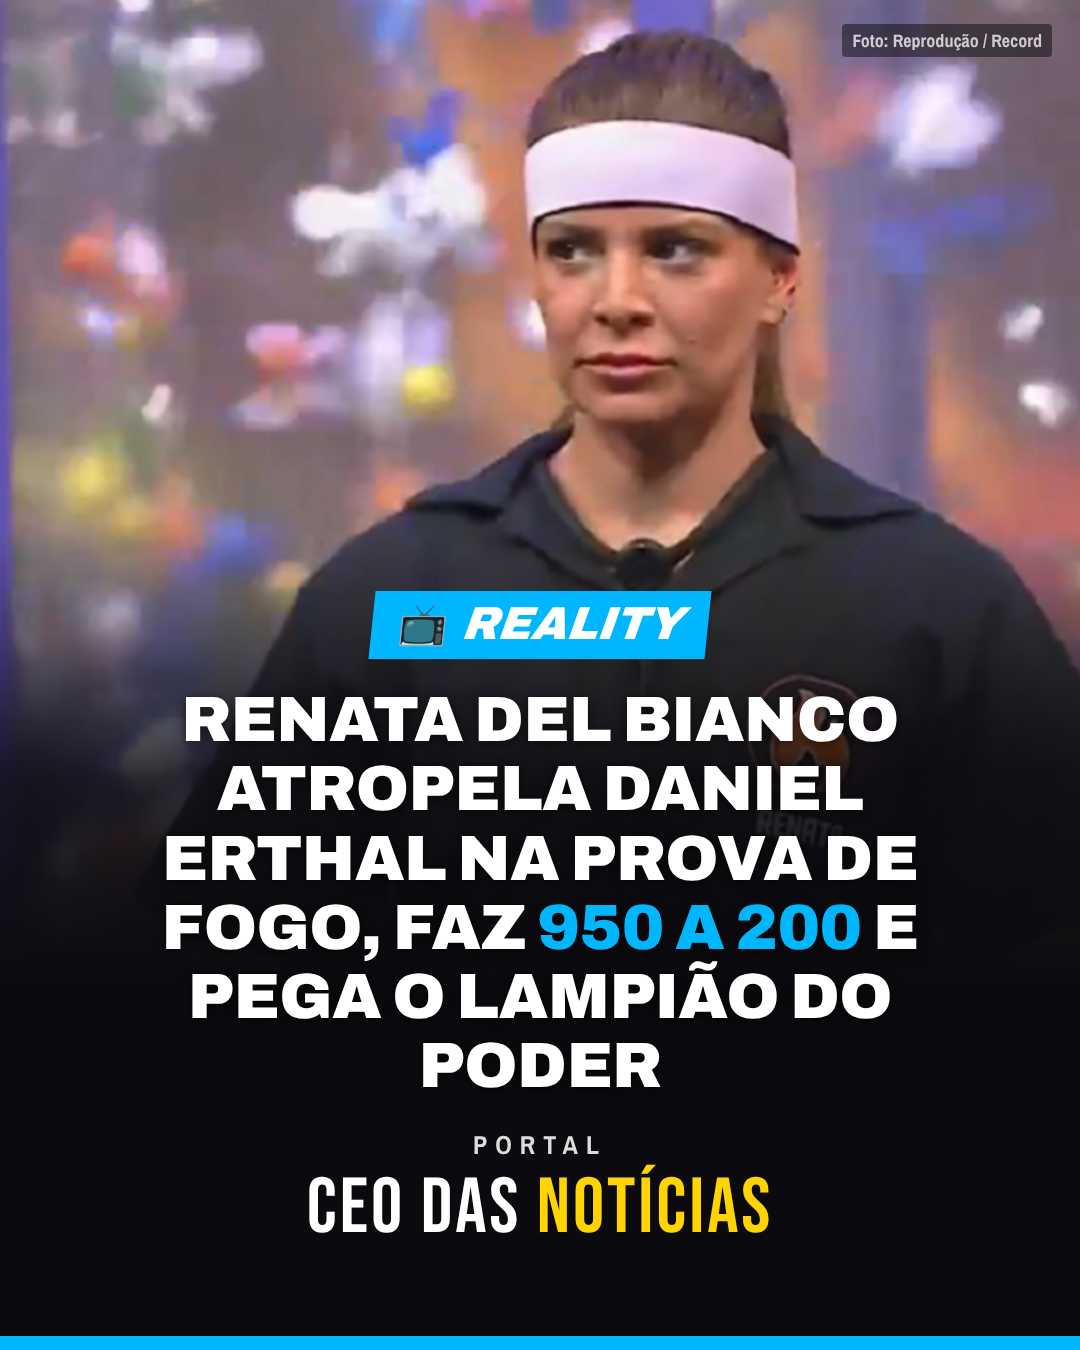 Foto: Reprodução / Record
REALITY
RENATA DEL BIANCO
ATROPELA DANIEL
ERTHAL NA PROVA DE
FOGO, FAZ 950 A 200 E
PEGA O LAMPIÃO DO
PODER
RENATA
PORTAL
CEO DAS NOTÍCIAS